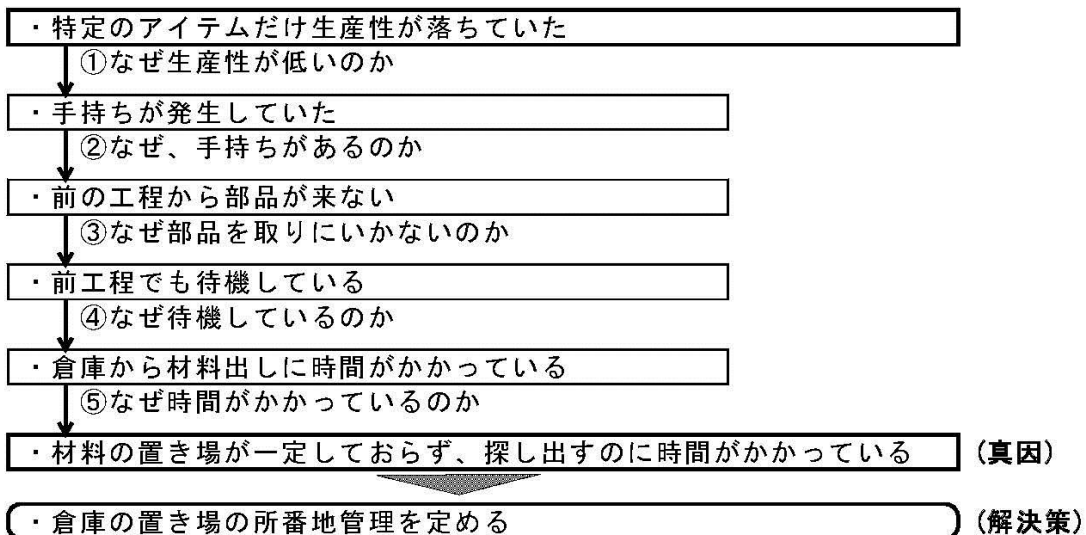 ・特定のアイテムだけ生産性が落ちていた
①なぜ生産性が低いのか
・手持ちが発生していた
②なぜ、手持ちがあるのか
・前の工程から部品が来ない
③なぜ部品を取りにいかないのか
・前工程でも待機している
④なぜ待機しているのか
・倉庫から材料出しに時間がかかっている
⑤なぜ時間がかかっているのか
・材料の置き場が一定しておらず、探し出すのに時間がかかっている (真因)
・倉庫の置き場の所番地管理を定める (解決策)